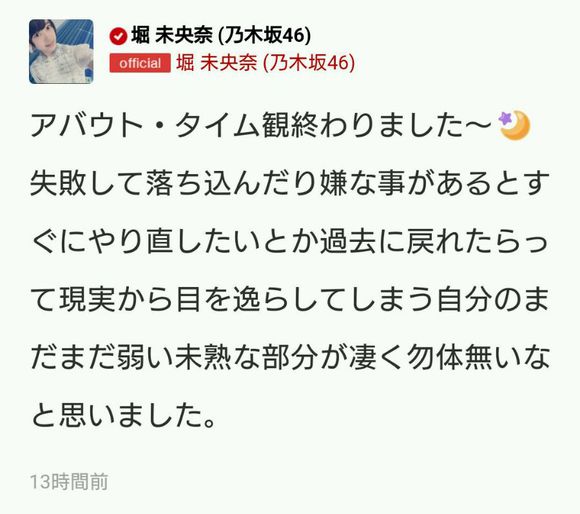 堀 未央奈 (乃木坂46)
official 堀 未央奈 (乃木坂46)
アバウト・タイム観終わりました〜🌠
失敗して落ち込んだり嫌な事があるとす
ぐにやり直したいとか過去に戻れたらっ
て現実から目を逸らしてしまう自分のま
だまだ弱い未熟な部分が凄く勿体無いな
と思いました。
13時間前